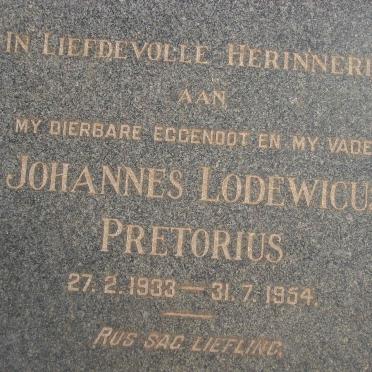 IN LIEFDEVOLLE HERINNERI
AAN
MY DIERBARE EGGENOOT EN MY VADE
JOHANNES LODEWICUS
PRETORIUS
27. 2. 1933 — 31. 7. 1954.
RUS SAG LIEFLING.